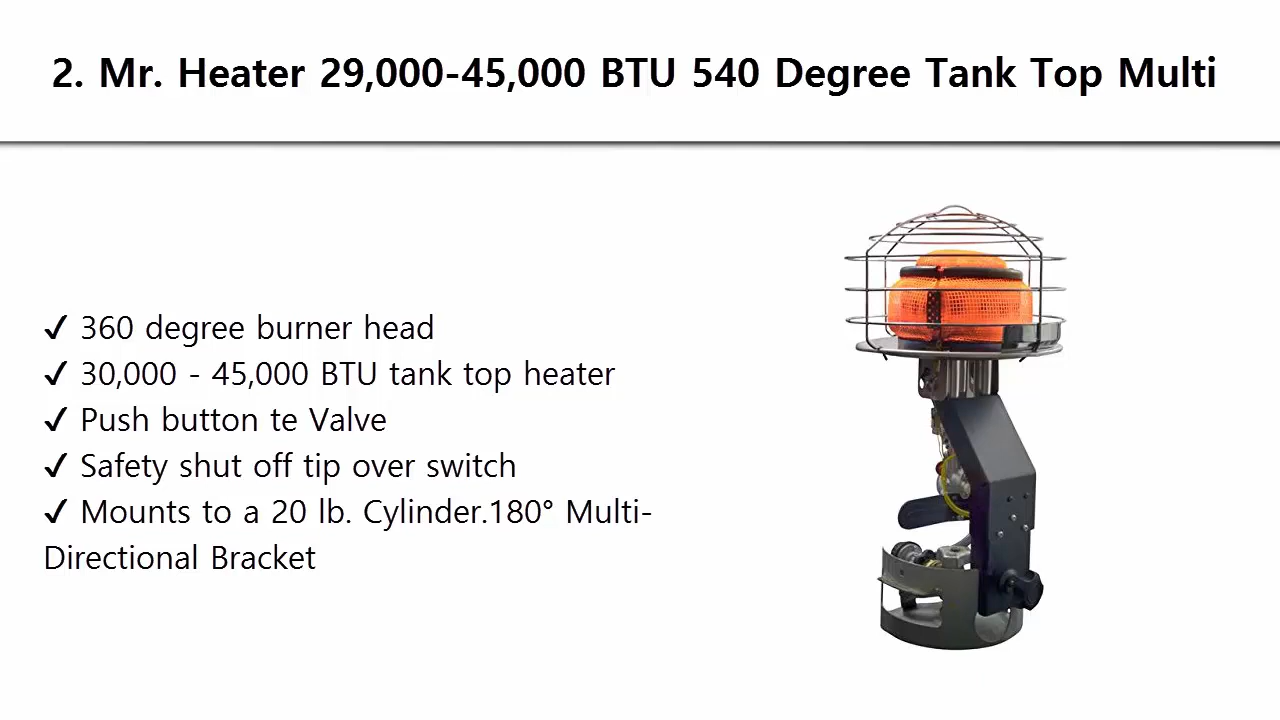 2. Mr. Heater 29,000-45,000 BTU 540 Degree Tank Top Multi
✓ 360 degree burner head
✓ 30,000 - 45,000 BTU tank top heater
✓ Push button te Valve
✓ Safety shut off tip over switch
✓ Mounts to a 20 lb. Cylinder.180° Multi-
Directional Bracket